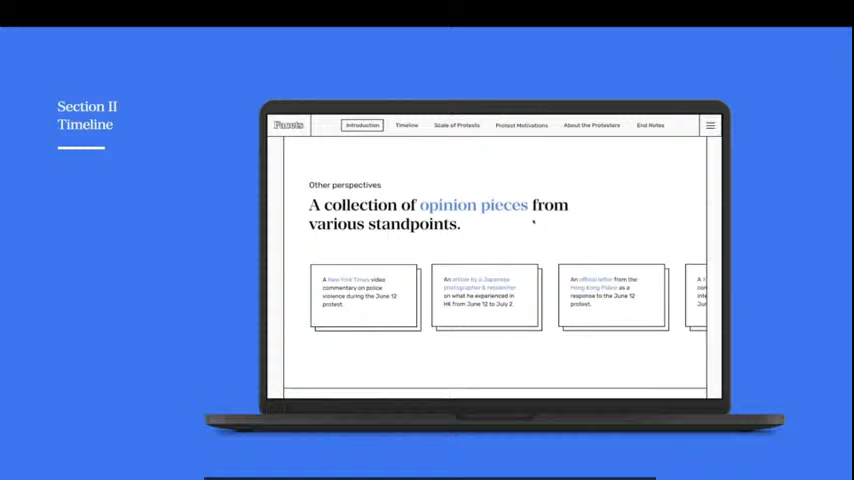 Section II
Timeline
Facets
Introduction
Timeline
Scale of Protests
Protest Motivations
About the Protesters
End Notes
Other perspectives
A collection of opinion pieces from
various standpoints.
A New York Times video
commentary on police
violence during the June 12
protest.
An article by a Japanese
photographer & researcher
on what he experienced in
HK from June 12 to July 2.
An official letter from the
Hong Kong Police as a
response to the June 12
protest.